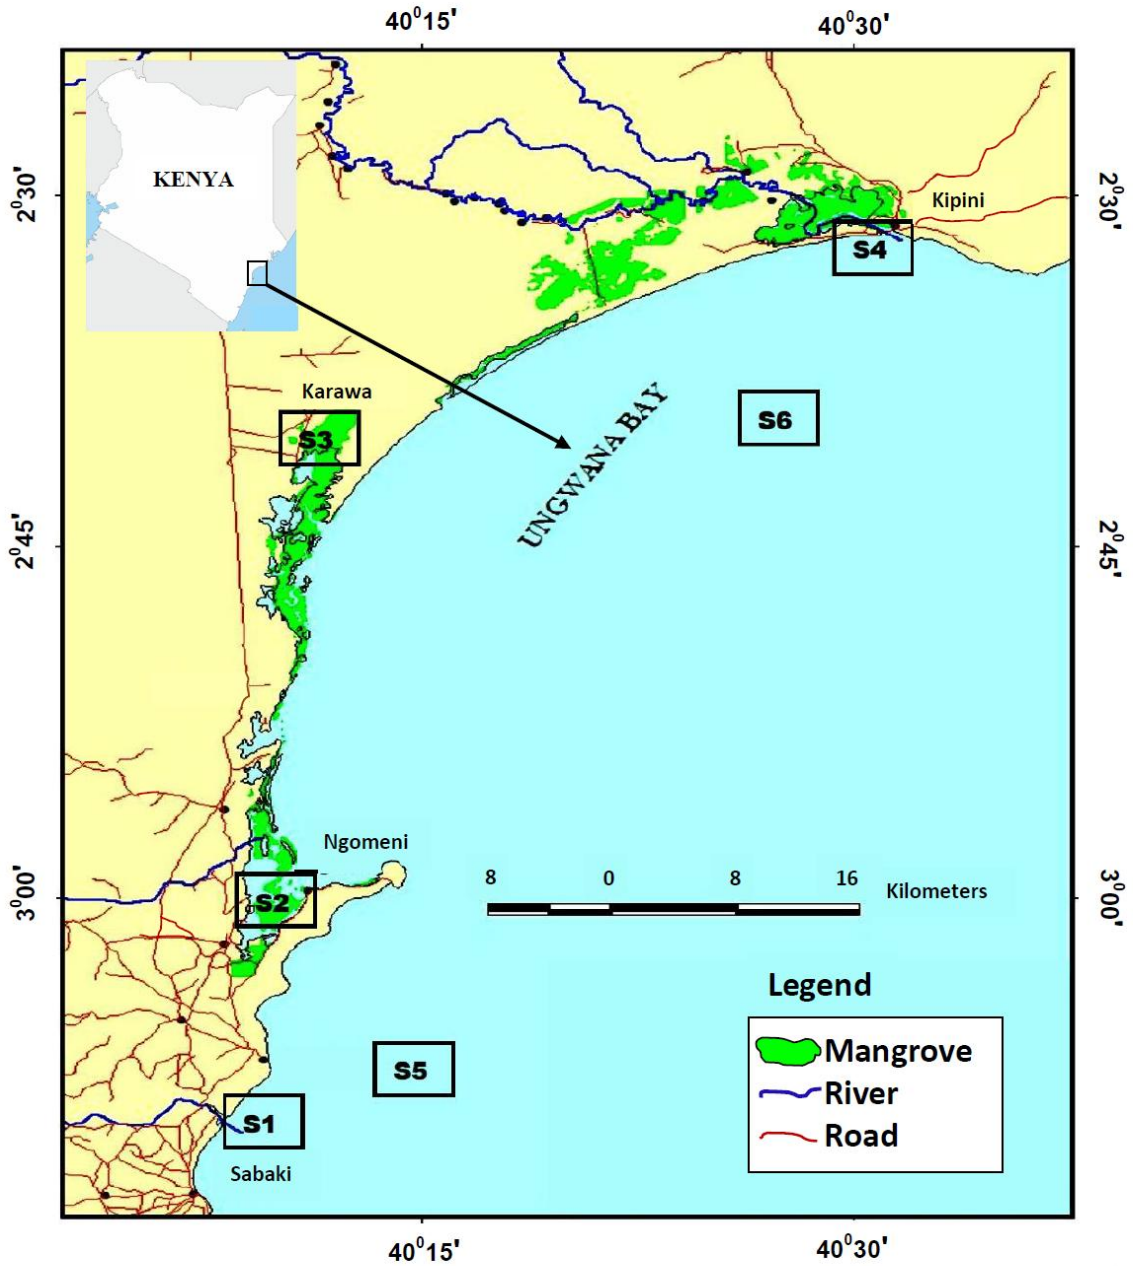 40⁰15' 40⁰30'
KENYA
2⁰30'
2⁰30'
Kipini
S4
Karawa
S3
S6
UNGWANA BAY
2⁰45'
2⁰45'
Ngomeni
S2
3⁰00'
3⁰00'
8 0 8 16 Kilometers
Legend
Mangrove
River
Road
S5
S1
Sabaki
40⁰15' 40⁰30'